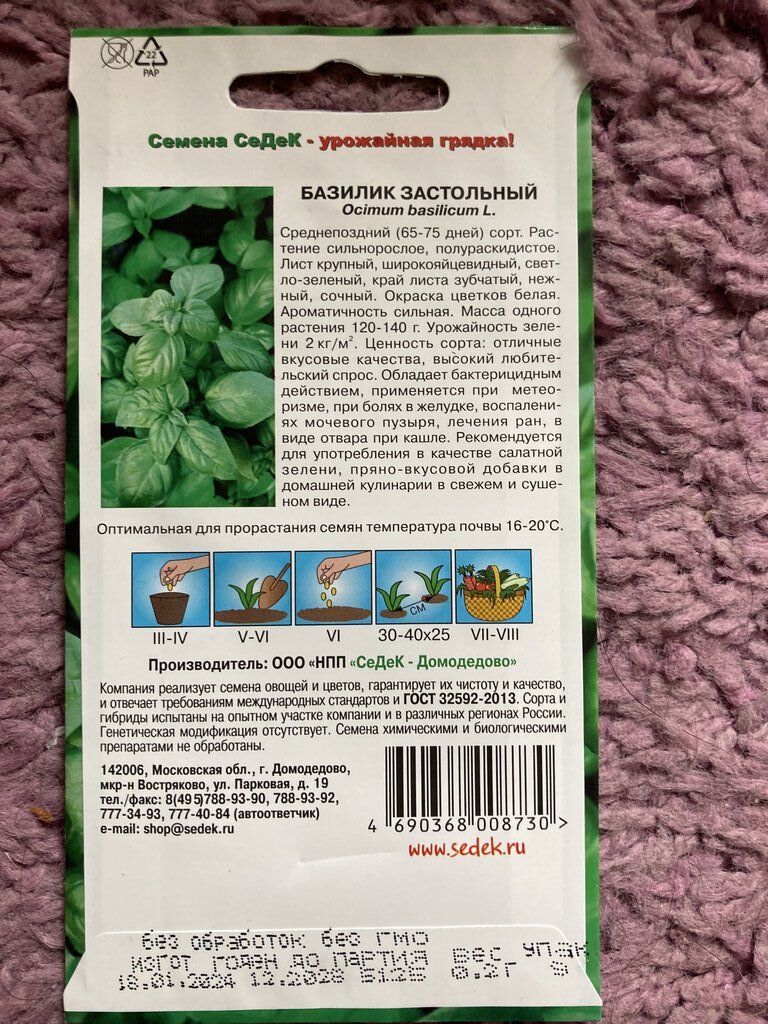 22
PAP
Семена СеДеК - урожайная грядка!
БАЗИЛИК ЗАСТОЛЬНЫЙ
Ocimum basilicum L.
Среднепоздний (65-75 дней) сорт. Рас-
тение сильнорослое, полураскидистое.
Лист крупный, широкояйцевидный, свет-
ло-зеленый, край листа зубчатый, неж-
ный, сочный. Окраска цветков белая.
Ароматичность сильная. Масса одного
растения 120-140 г. Урожайность зеле-
ни 2 кг/м². Ценность сорта: отличные
вкусовые качества, высокий любитель-
ский спрос. Обладает бактерицидным
действием, применяется при метео-
ризме, при болях в желудке, воспалени-
ях мочевого пузыря, лечения ран, в
виде отвара при кашле. Рекомендуется
для употребления в качестве салатной
зелени, пряно-вкусовой добавки в
домашней кулинарии в свежем и суше-
ном виде.
Оптимальная для прорастания семян температура почвы 16-20°С.
см
III-IV V-VI VI 30-40х25 VII-VIII
Производитель: ООО «НПП «СеДеК - Домодедово»
Компания реализует семена овощей и цветов, гарантирует их чистоту и качество,
и отвечает требованиям международных стандартов и ГОСТ 32592-2013. Сорта и
гибриды испытаны на опытном участке компании и в различных регионах России.
Генетическая модификация отсутствует. Семена химическими и биологическими
препаратами не обработаны.
142006, Московская обл., г. Домодедово,
мкр-н Востряково, ул. Парковая, д. 19
тел./факс: 8(495)788-93-90, 788-93-92,
777-34-93, 777-40-84 (автоответчик)
e-mail: shop@sedek.ru
4 690368 008730 >
www.sedek.ru
без обработок без ГМО
изгот годен до партия вес упак
18.01.2024 12.2028 5125 0.2г S